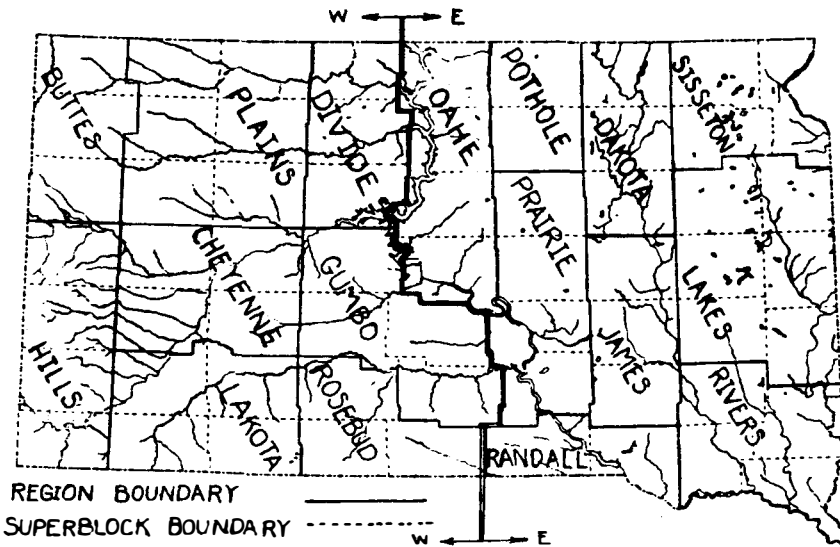 W E
BUTTES
PLAINS
DIVIDE
OAHE
POTHOLE
DAKOTA
SISSETON
CHEYENNE
GUMBO
PRAIRIE
LAKES
HILLS
LAKOTA
ROSEBUD
JAMES
RIVERS
RANDALL
REGION BOUNDARY
SUPERBLOCK BOUNDARY
W E